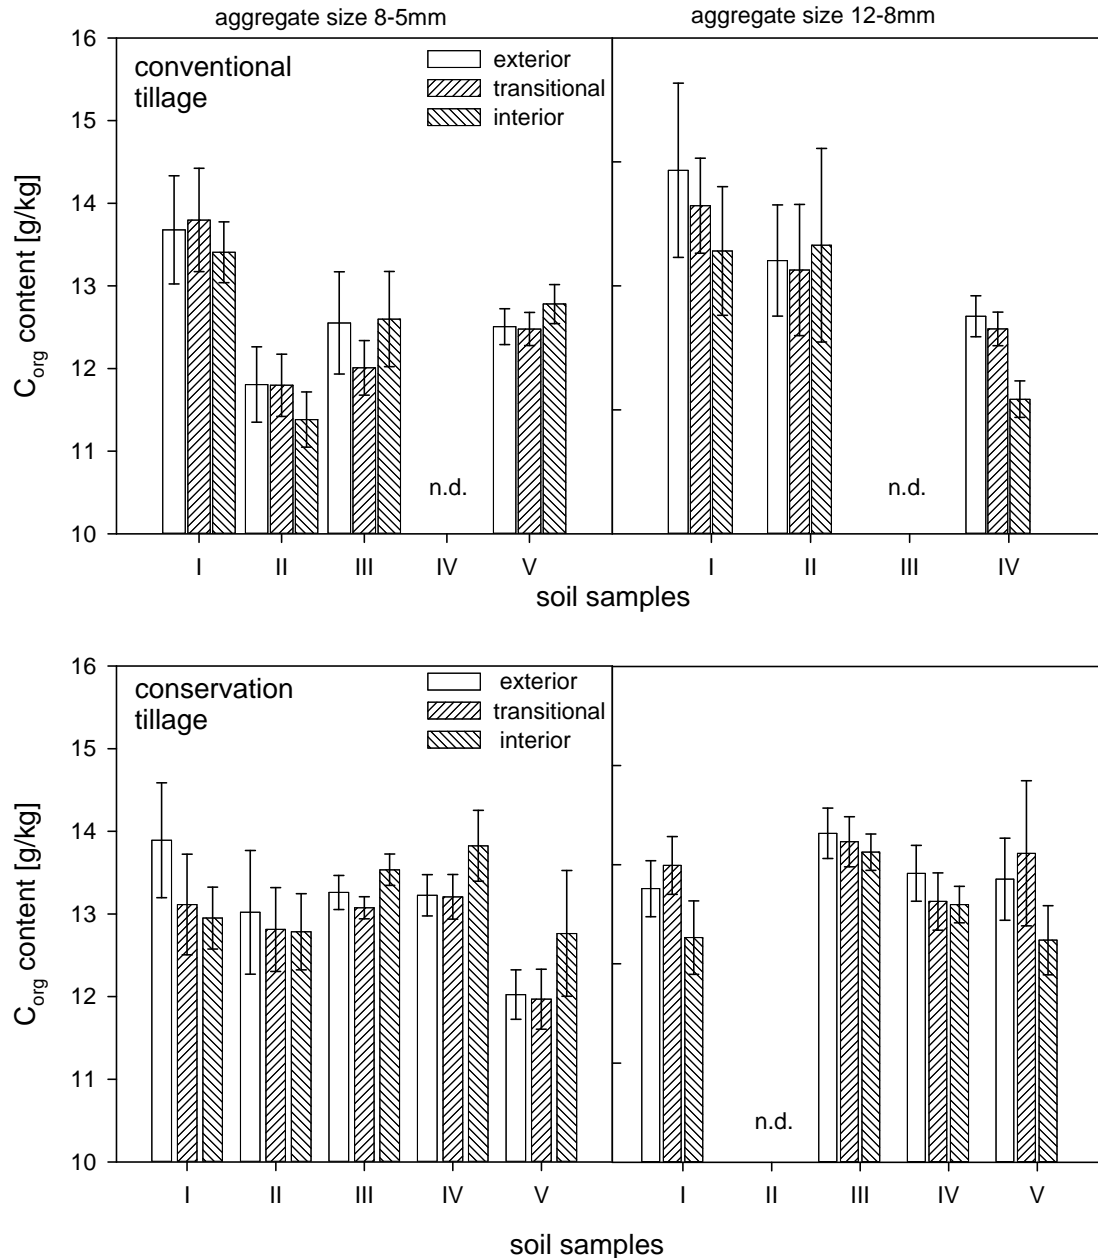 aggregate size 8-5mm
aggregate size 12-8mm
conventional
tillage
exterior
transitional
interior
C_org content [g/kg]
16
15
14
13
12
11
10
n.d.
n.d.
I II III IV V
I II III IV
soil samples
conservation
tillage
exterior
transitional
interior
C_org content [g/kg]
16
15
14
13
12
11
10
n.d.
I II III IV V
I II III IV V
soil samples